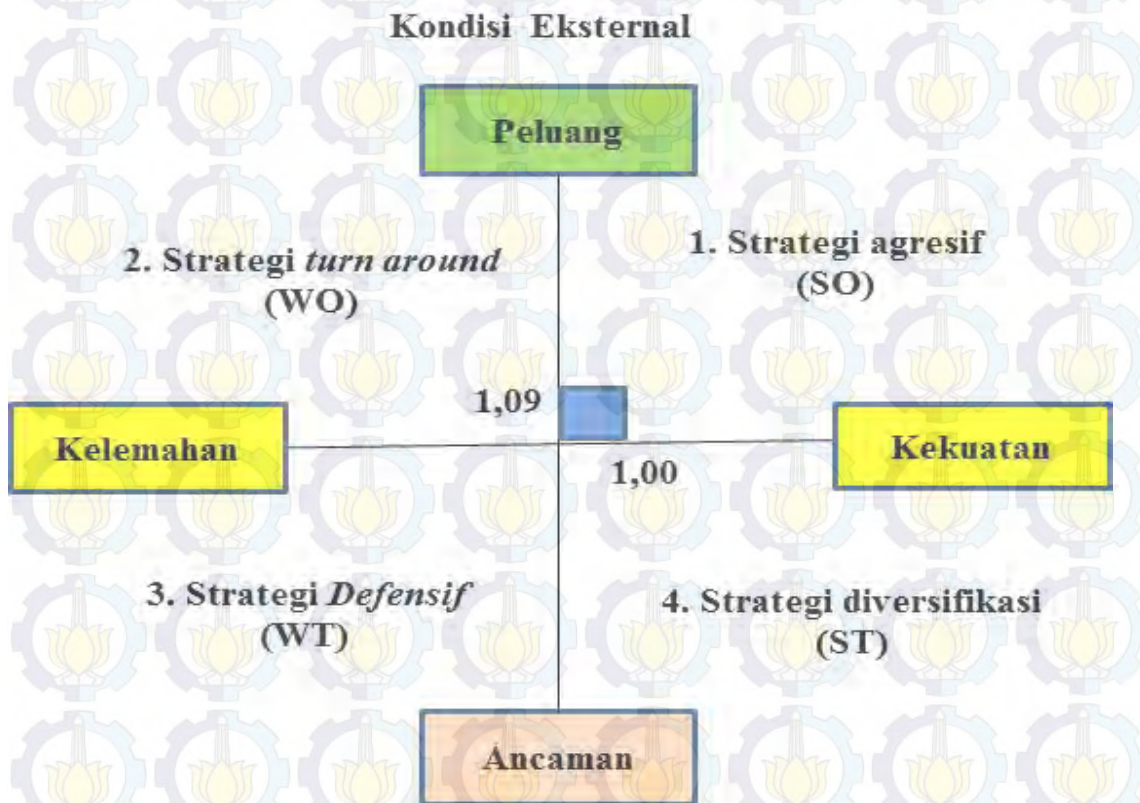 Kondisi Eksternal
Peluang
2. Strategi turn around
(WO)
1. Strategi agresif
(SO)
1,09
Kelemahan
Kekuatan
1,00
3. Strategi Defensif
(WT)
4. Strategi diversifikasi
(ST)
Ancaman